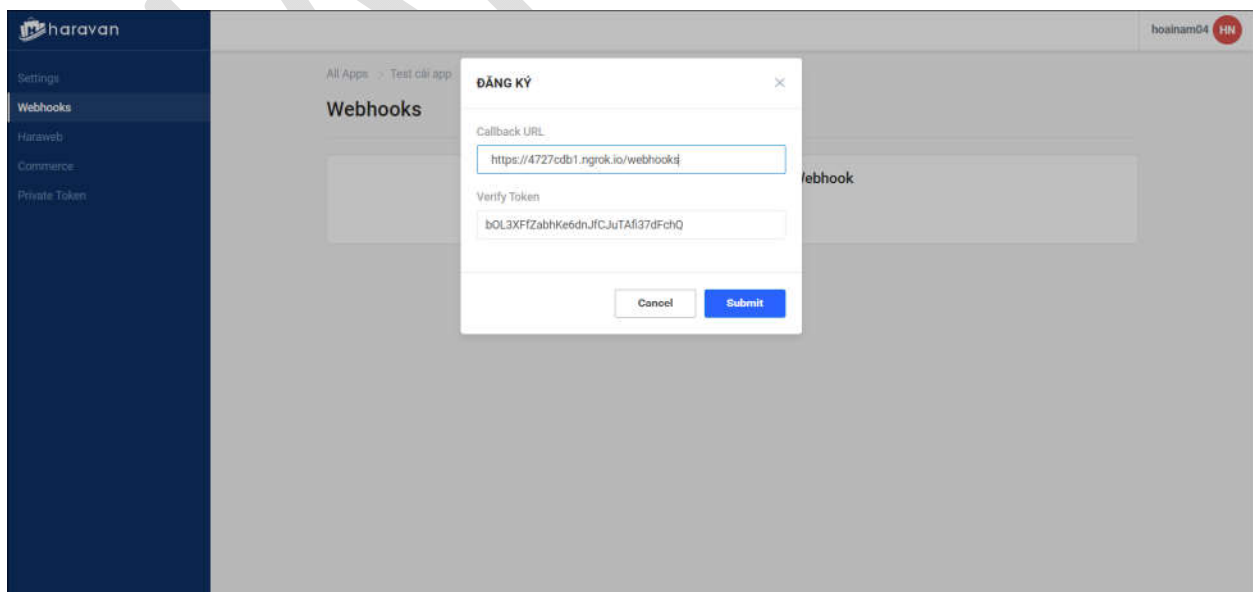 haravan
hoainam04 HN
Settings
Webhooks
Haraweb
Commerce
Private Token
All Apps > Test cài app
Webhooks
ebhook
ĐĂNG KÝ
Callback URL
https://4727cdb1.ngrok.io/webhooks
Verify Token
bOL3XFfZabhKe6dnJfCJuTAfi37dFchQ
Cancel
Submit